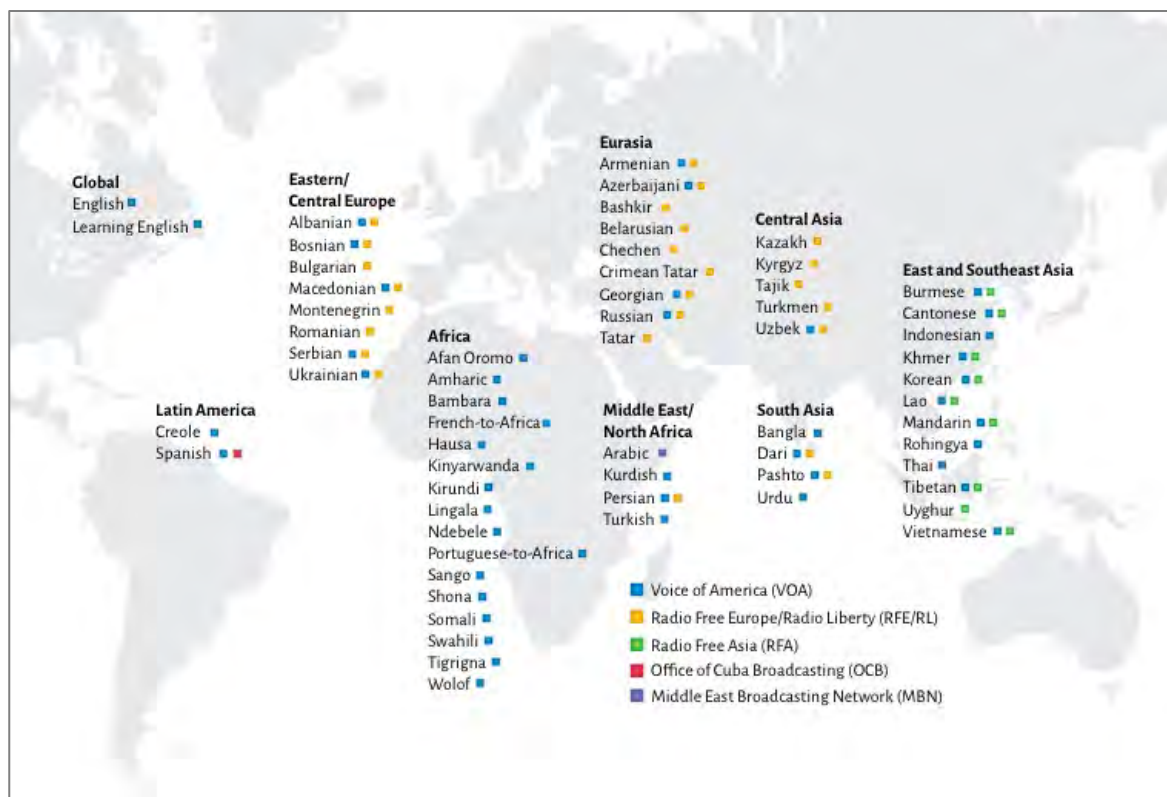 Global
English
Learning English
Eastern/
Central Europe
Albanian
Bosnian
Bulgarian
Macedonian
Montenegrin
Romanian
Serbian
Ukrainian
Latin America
Creole
Spanish
Africa
Afan Oromo
Amharic
Bambara
French-to-Africa
Hausa
Kinyarwanda
Kirundi
Lingala
Ndebele
Portuguese-to-Africa
Sango
Shona
Somali
Swahili
Tigrigna
Wolof
Eurasia
Armenian
Azerbaijani
Bashkir
Belarusian
Chechen
Crimean Tatar
Georgian
Russian
Tatar
Middle East/
North Africa
Arabic
Kurdish
Persian
Turkish
Central Asia
Kazakh
Kyrgyz
Tajik
Turkmen
Uzbek
South Asia
Bangla
Dari
Pashto
Urdu
East and Southeast Asia
Burmese
Cantonese
Indonesian
Khmer
Korean
Lao
Mandarin
Rohingya
Thai
Tibetan
Uyghur
Vietnamese
Voice of America (VOA)
Radio Free Europe/Radio Liberty (RFE/RL)
Radio Free Asia (RFA)
Office of Cuba Broadcasting (OCB)
Middle East Broadcasting Network (MBN)